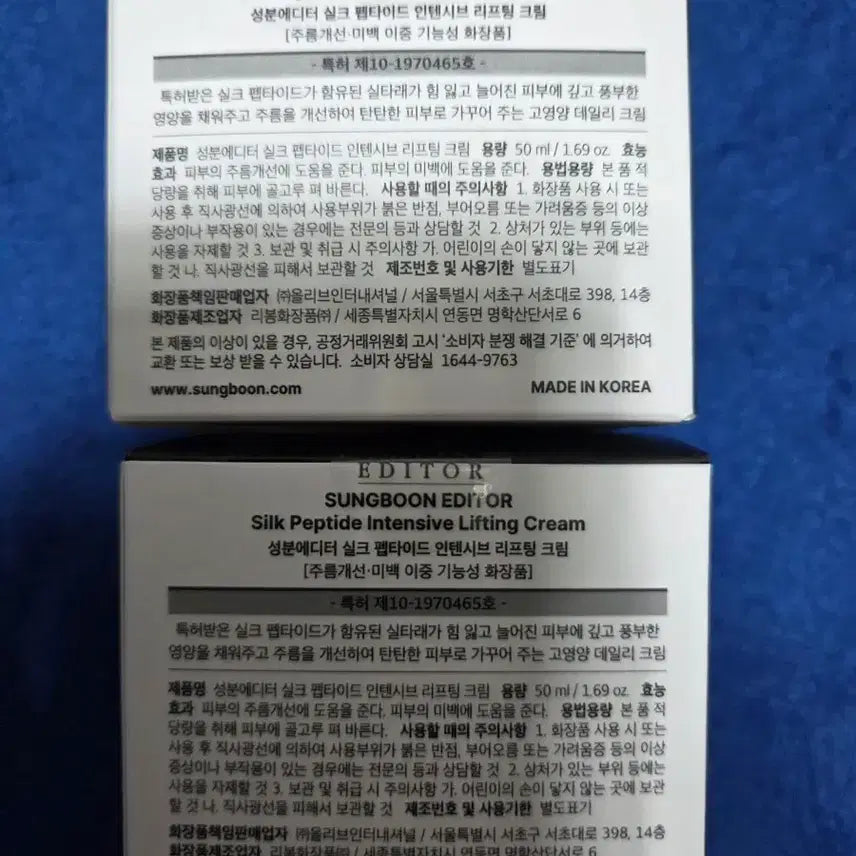 성분에디터 실크 펩타이드 인텐시브 리프팅 크림
[주름개선·미백 이중 기능성 화장품]
- 특허 제10-1970465호 -
특허받은 실크 펩타이드가 함유된 실타래가 힘 잃고 늘어진 피부에 깊고 풍부한
영양을 채워주고 주름을 개선하여 탄탄한 피부로 가꾸어 주는 고영양 데일리 크림
제품명 성분에디터 실크 펩타이드 인텐시브 리프팅 크림 용량 50 ml / 1.69 oz. 효능
효과 피부의 주름개선에 도움을 준다. 피부의 미백에 도움을 준다. 용법용량 본 품 적
당량을 취해 피부에 골고루 펴 바른다. 사용할 때의 주의사항 1. 화장품 사용 시 또는
사용 후 직사광선에 의하여 사용부위가 붉은 반점, 부어오름 또는 가려움증 등의 이상
증상이나 부작용이 있는 경우에는 전문의 등과 상담할 것 2. 상처가 있는 부위 등에는
사용을 자제할 것 3. 보관 및 취급 시 주의사항 가. 어린이의 손이 닿지 않는 곳에 보관
할 것 나. 직사광선을 피해서 보관할 것 제조번호 및 사용기한 별도표기
화장품책임판매업자 ㈜올리브인터내셔널 / 서울특별시 서초구 서초대로 398, 14층
화장품제조업자 리봄화장품㈜ / 세종특별자치시 연동면 명학산단서로 6
본 제품의 이상이 있을 경우, 공정거래위원회 고시 '소비자 분쟁 해결 기준' 에 의거하여
교환 또는 보상 받을 수 있습니다. 소비자 상담실 1644-9763
www.sungboon.com MADE IN KOREA
EDITOR
SUNGBOON EDITOR
Silk Peptide Intensive Lifting Cream
성분에디터 실크 펩타이드 인텐시브 리프팅 크림
[주름개선·미백 이중 기능성 화장품]
- 특허 제10-1970465호 -
특허받은 실크 펩타이드가 함유된 실타래가 힘 잃고 늘어진 피부에 깊고 풍부한
영양을 채워주고 주름을 개선하여 탄탄한 피부로 가꾸어 주는 고영양 데일리 크림
제품명 성분에디터 실크 펩타이드 인텐시브 리프팅 크림 용량 50 ml / 1.69 oz. 효능
효과 피부의 주름개선에 도움을 준다. 피부의 미백에 도움을 준다. 용법용량 본 품 적
당량을 취해 피부에 골고루 펴 바른다. 사용할 때의 주의사항 1. 화장품 사용 시 또는
사용 후 직사광선에 의하여 사용부위가 붉은 반점, 부어오름 또는 가려움증 등의 이상
증상이나 부작용이 있는 경우에는 전문의 등과 상담할 것 2. 상처가 있는 부위 등에는
사용을 자제할 것 3. 보관 및 취급 시 주의사항 가. 어린이의 손이 닿지 않는 곳에 보관
할 것 나. 직사광선을 피해서 보관할 것 제조번호 및 사용기한 별도표기
화장품책임판매업자 ㈜올리브인터내셔널 / 서울특별시 서초구 서초대로 398, 14층
화장품제조업자 리봄화장품㈜ / 세종특별자치시 연동면 명학산단서로 6